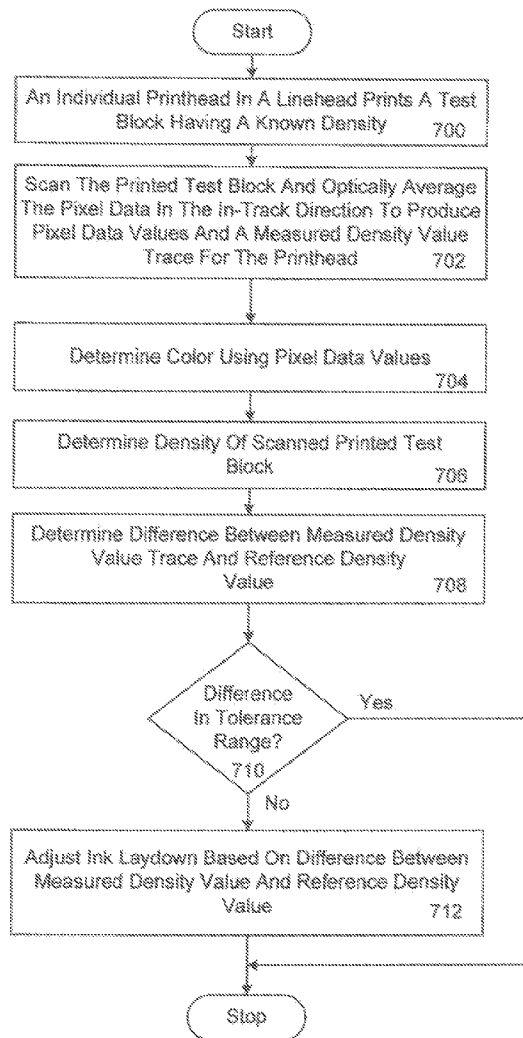 Start
An Individual Printhead In A Linehead Prints A Test
Block Having A Known Density
700
Scan The Printed Test Block And Optically Average
The Pixel Data In The In-Track Direction To Produce
Pixel Data Values And A Measured Density Value
Trace For The Printhead
702
Determine Color Using Pixel Data Values
704
Determine Density Of Scanned Printed Test
Block
706
Determine Difference Between Measured Density
Value Trace And Reference Density
Value
708
Difference
In Tolerance
Range?
710
Yes
No
Adjust Ink Laydown Based On Difference Between
Measured Density Value And Reference Density
Value
712
Stop